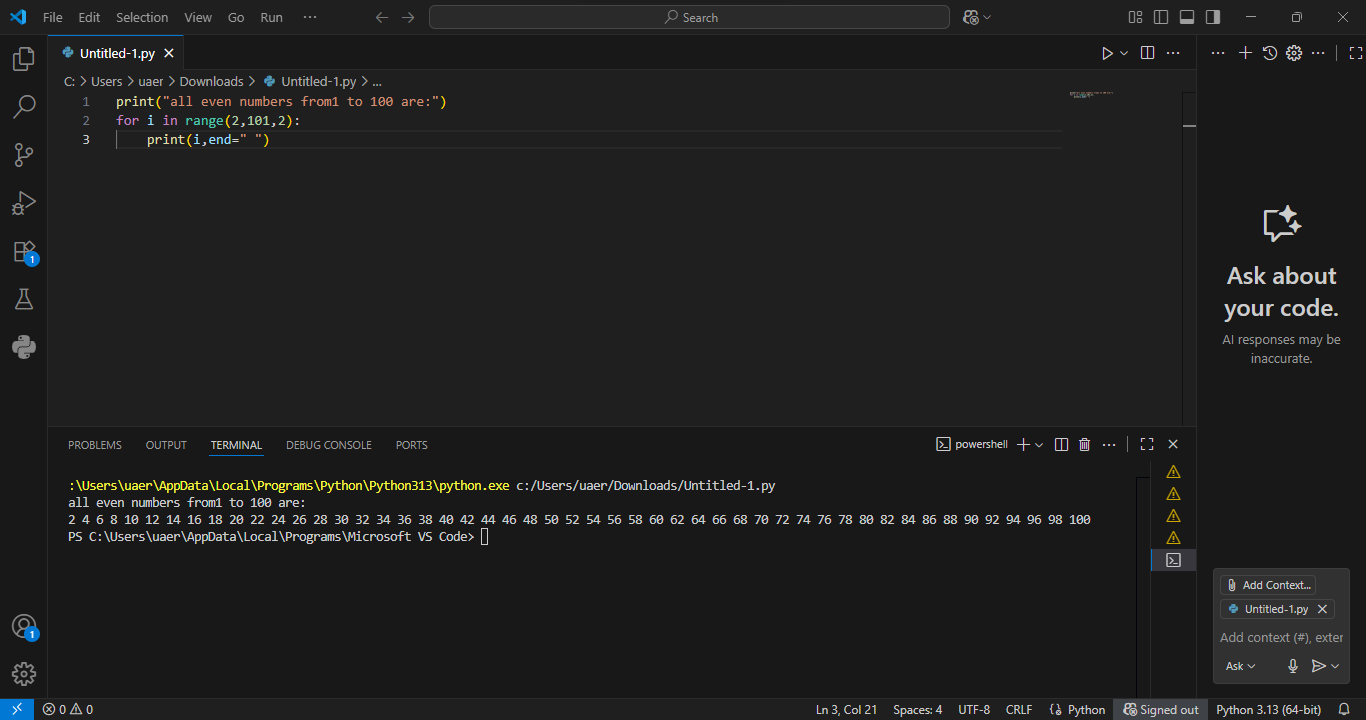 File Edit Selection View Go Run ··· Search
Untitled-1.py
C: > Users > uaer > Downloads > Untitled-1.py > ...
1 print("all even numbers from1 to 100 are:")
2 for i in range(2,101,2):
3 print(i,end=" ")
Ask about
your code.
AI responses may be
inaccurate.
PROBLEMS OUTPUT TERMINAL DEBUG CONSOLE PORTS powershell
:\Users\uaer\AppData\Local\Programs\Python\Python313\python.exe c:/Users/uaer/Downloads/Untitled-1.py
all even numbers from1 to 100 are:
2 4 6 8 10 12 14 16 18 20 22 24 26 28 30 32 34 36 38 40 42 44 46 48 50 52 54 56 58 60 62 64 66 68 70 72 74 76 78 80 82 84 86 88 90 92 94 96 98 100
PS C:\Users\uaer\AppData\Local\Programs\Microsoft VS Code>
1
1
Add Context...
Untitled-1.py
Add context (#), exter
Ask
0 0 Ln 3, Col 21 Spaces: 4 UTF-8 CRLF Python Signed out Python 3.13 (64-bit)